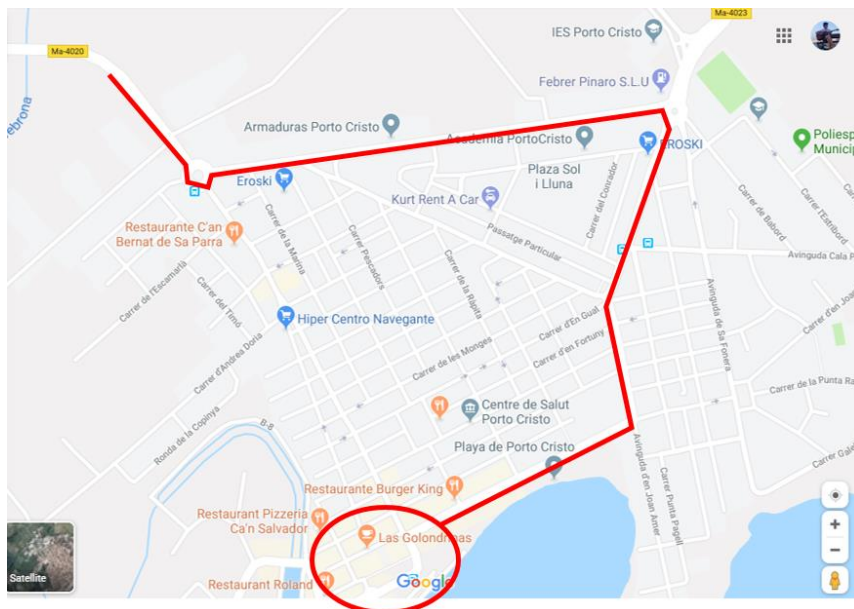 Ma-4023
IES Porto Cristo
Ma-4020
Febrer Pinaro S.L.U
Armaduras Porto Cristo
Academia PortoCristo
EROSKI
Poliesp
Municip
Plaza Sol
i Lluna
Eroski
Kurt Rent A Car
Carrer del Conrador
Carrer de Babord
Carrer l'Estribord
Restaurante C'an
Bernat de Sa Parra
Carrer de la Marina
Carrer Pescadors
Passatge Particular
Avinguda Cala
Carrer de l'Escamarlà
Carrer de la Ràpita
Carrer del Timó
Hiper Centro Navegante
Carrer d'En Gual
Avinguda de Sa Fonera
Carrer d'en Joan
Carrer d'Andrea Doria
Carrer de les Monges
Carrer d'en Fortuny
Carrer de la Punta Ra
Ronda de la Copinya
B-8
Centre de Salut
Porto Cristo
Playa de Porto Cristo
Avinguda d'en Joan Amer
Carrer Punta Pagell
Carrer Gale
Restaurante Burger King
Restaurant Pizzeria
Ca'n Salvador
Las Golondrinas
Restaurant Roland
Google
Satellite